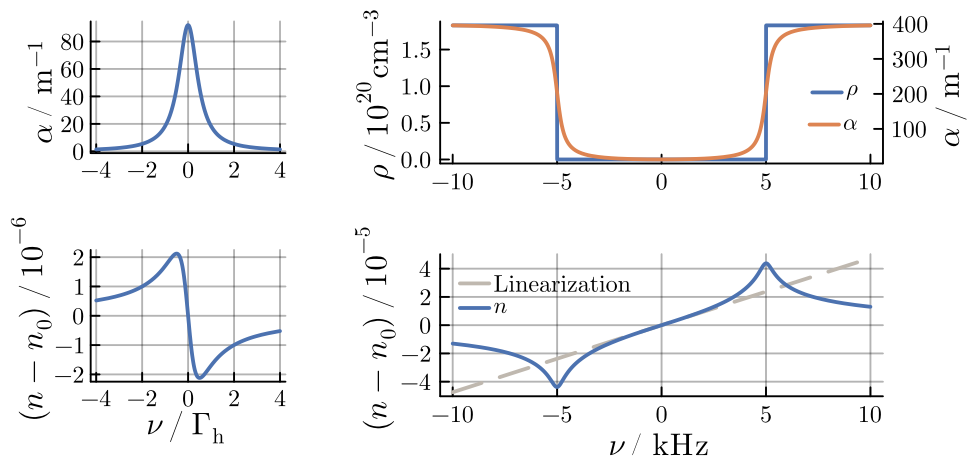 α / m⁻¹
80
60
40
20
0
−4 −2 0 2 4
ρ / 10²⁰ cm⁻³
1.5
1.0
0.5
0.0
−10 −5 0 5 10
400
300
200
100
α / m⁻¹
ρ
α
(n − n₀) / 10⁻⁶
2
1
0
−1
−2
−4 −2 0 2 4
ν / Γₕ
(n − n₀) / 10⁻⁵
4
2
0
−2
−4
Linearization
n
−10 −5 0 5 10
ν / kHz